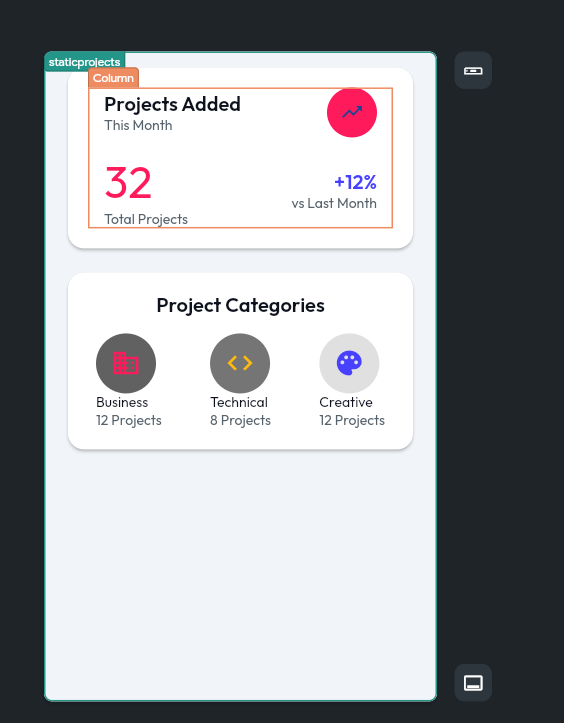 staticprojects
Column
Projects Added
This Month
32
+12%
vs Last Month
Total Projects
Project Categories
Business
Technical
Creative
12 Projects
8 Projects
12 Projects